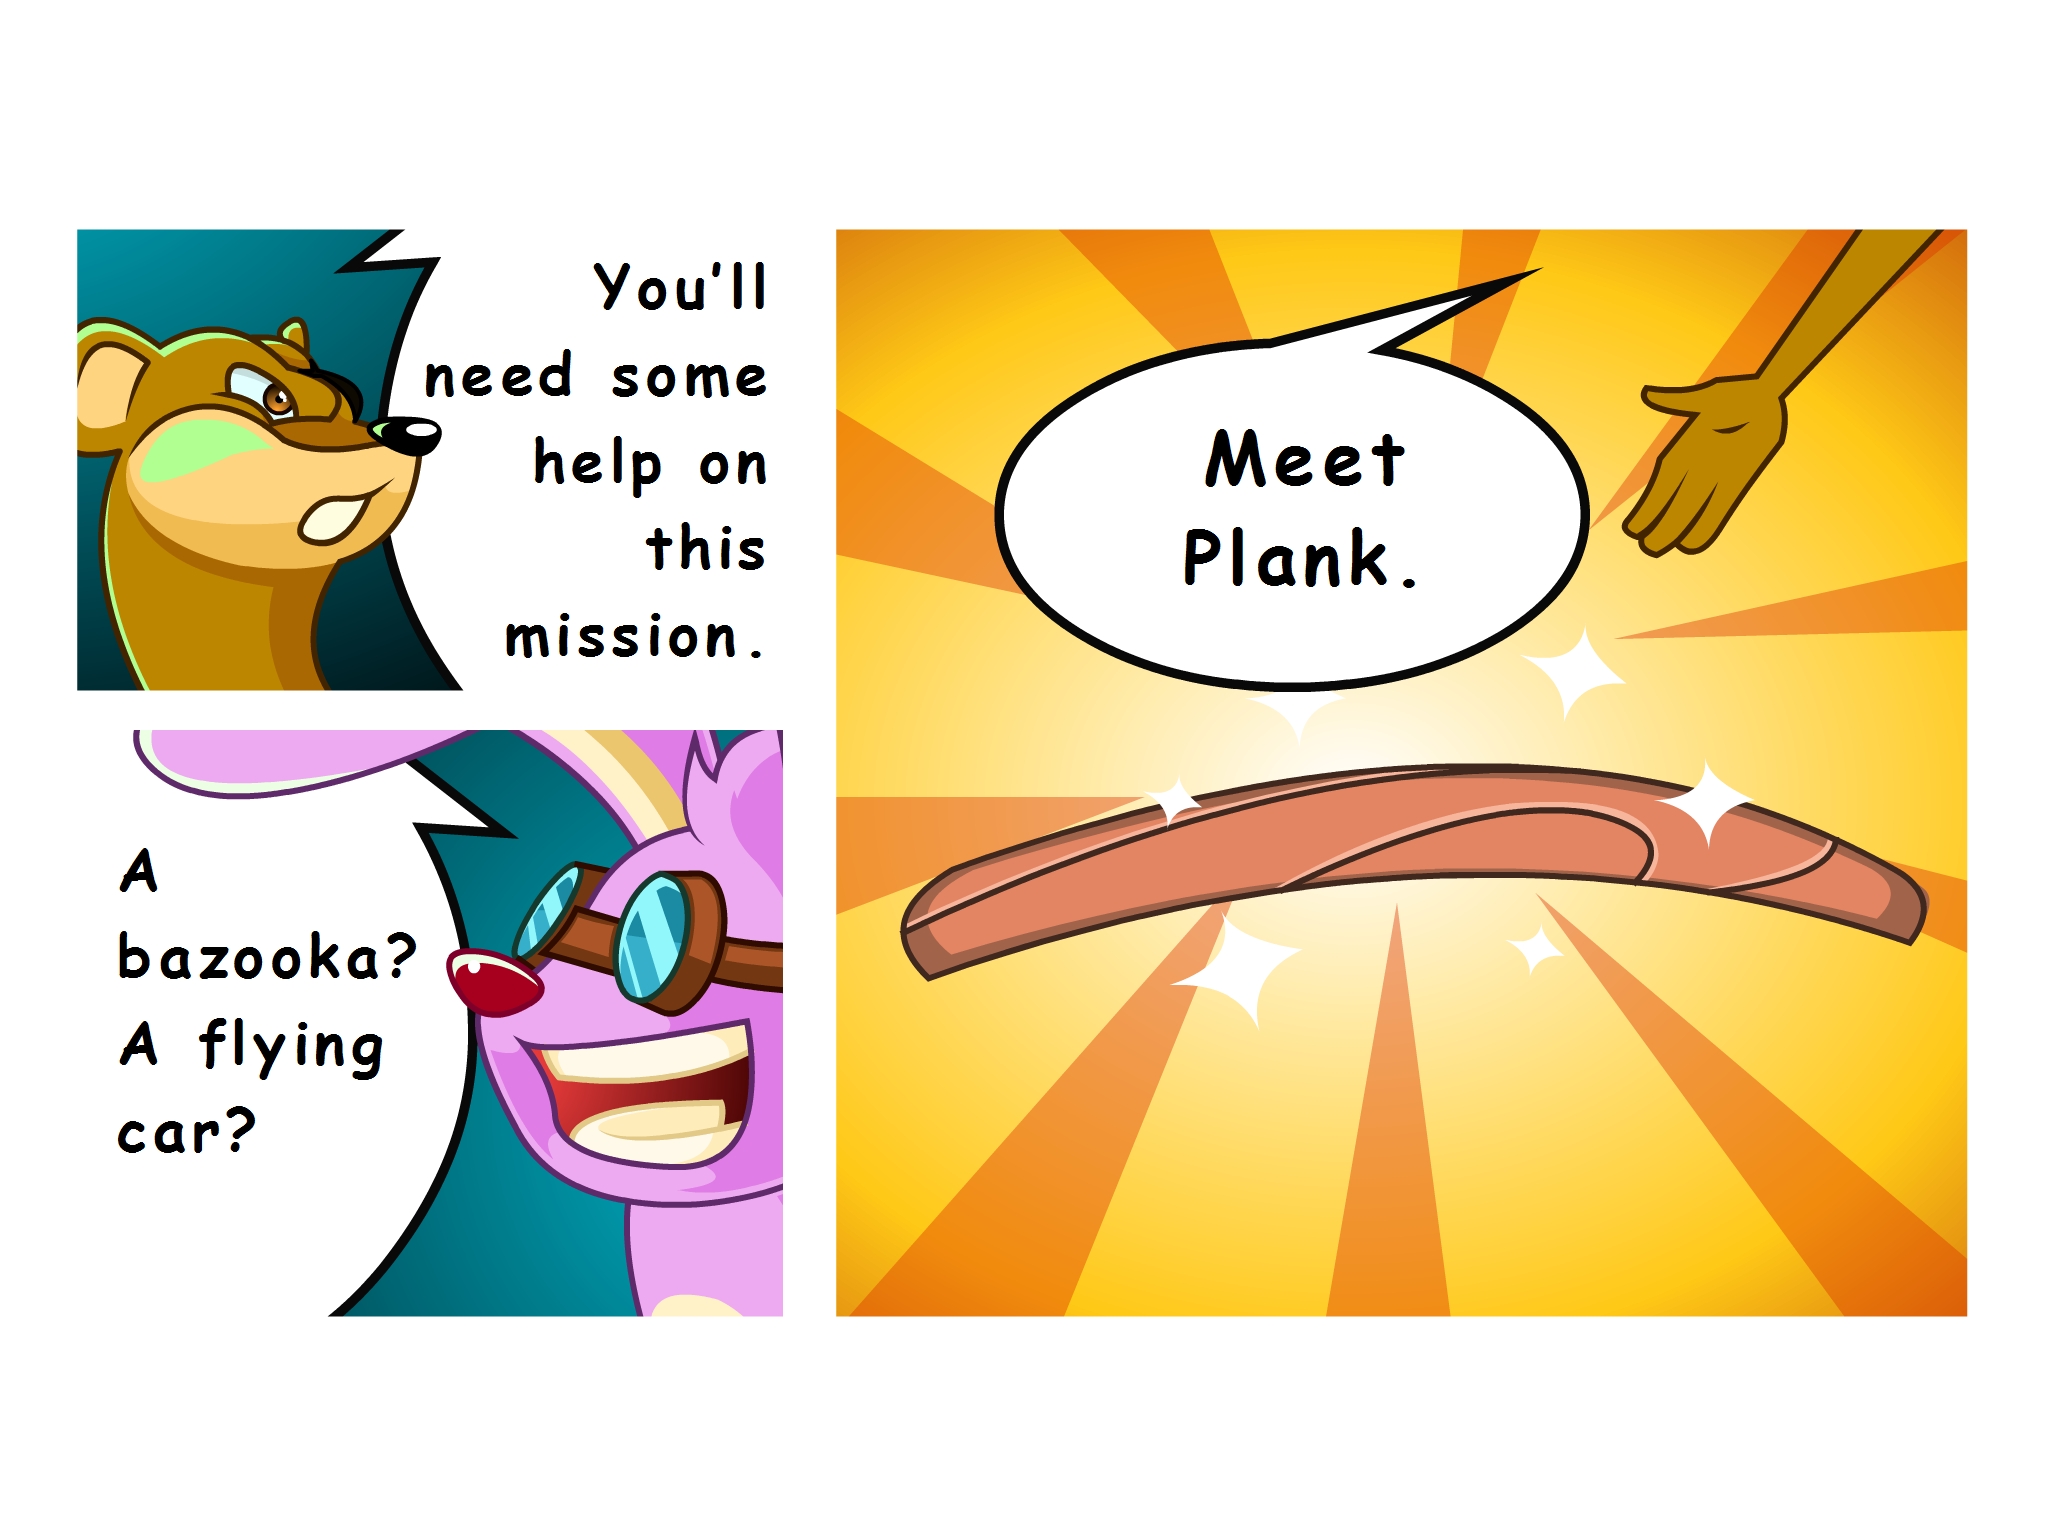 You'll
need some
help on
this
mission.
A
bazooka?
A flying
car?
Meet
Plank.